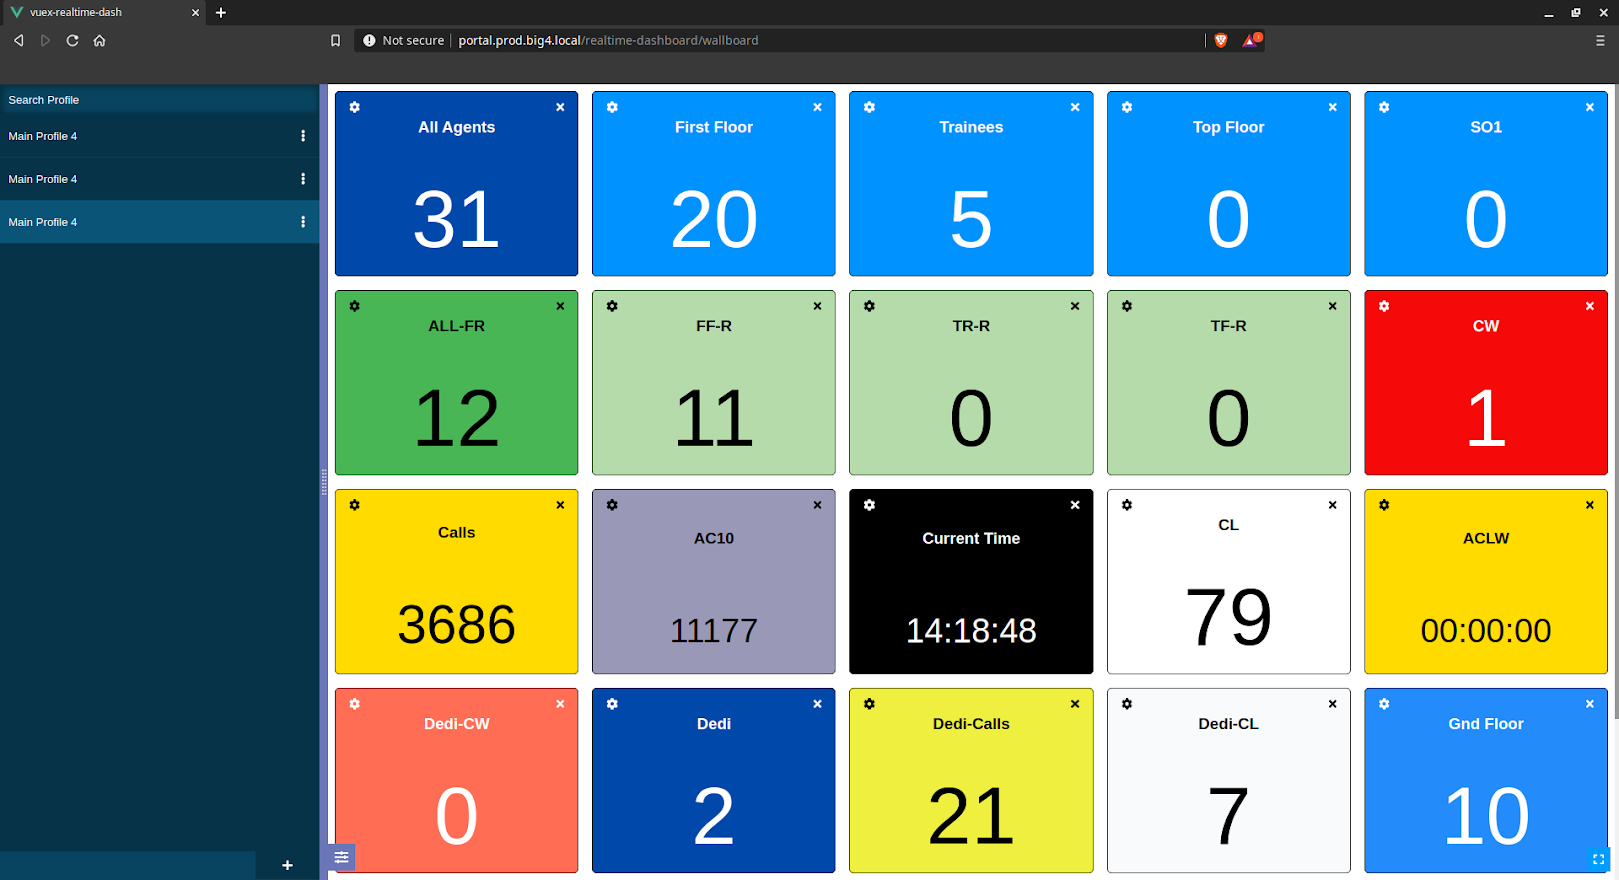 vuex-realtime-dash
Not secure
portal.prod.big4.local/realtime-dashboard/wallboard
Search Profile
Main Profile 4
Main Profile 4
Main Profile 4
All Agents
31
First Floor
20
Trainees
5
Top Floor
0
SO1
0
ALL-FR
12
FF-R
11
TR-R
0
TF-R
0
CW
1
Calls
3686
AC10
11177
Current Time
14:18:48
CL
79
ACLW
00:00:00
Dedi-CW
0
Dedi
2
Dedi-Calls
21
Dedi-CL
7
Gnd Floor
10